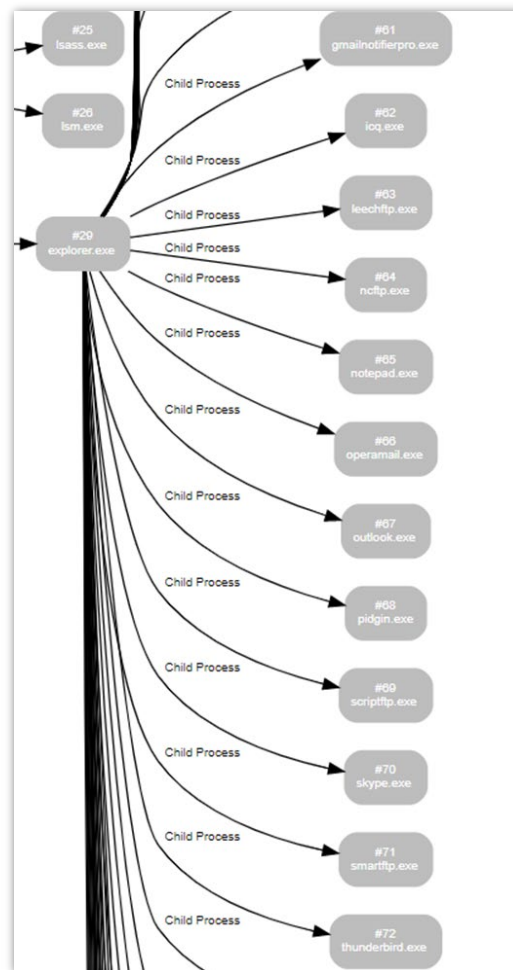 #25
lsass.exe
#26
lsm.exe
#29
explorer.exe
Child Process
Child Process
Child Process
Child Process
Child Process
Child Process
Child Process
Child Process
Child Process
Child Process
Child Process
Child Process
#61
gmailnotifierpro.exe
#62
icq.exe
#63
leechftp.exe
#64
ncftp.exe
#65
notepad.exe
#66
operamail.exe
#67
outlook.exe
#68
pidgin.exe
#69
scriptftp.exe
#70
skype.exe
#71
smartftp.exe
#72
thunderbird.exe